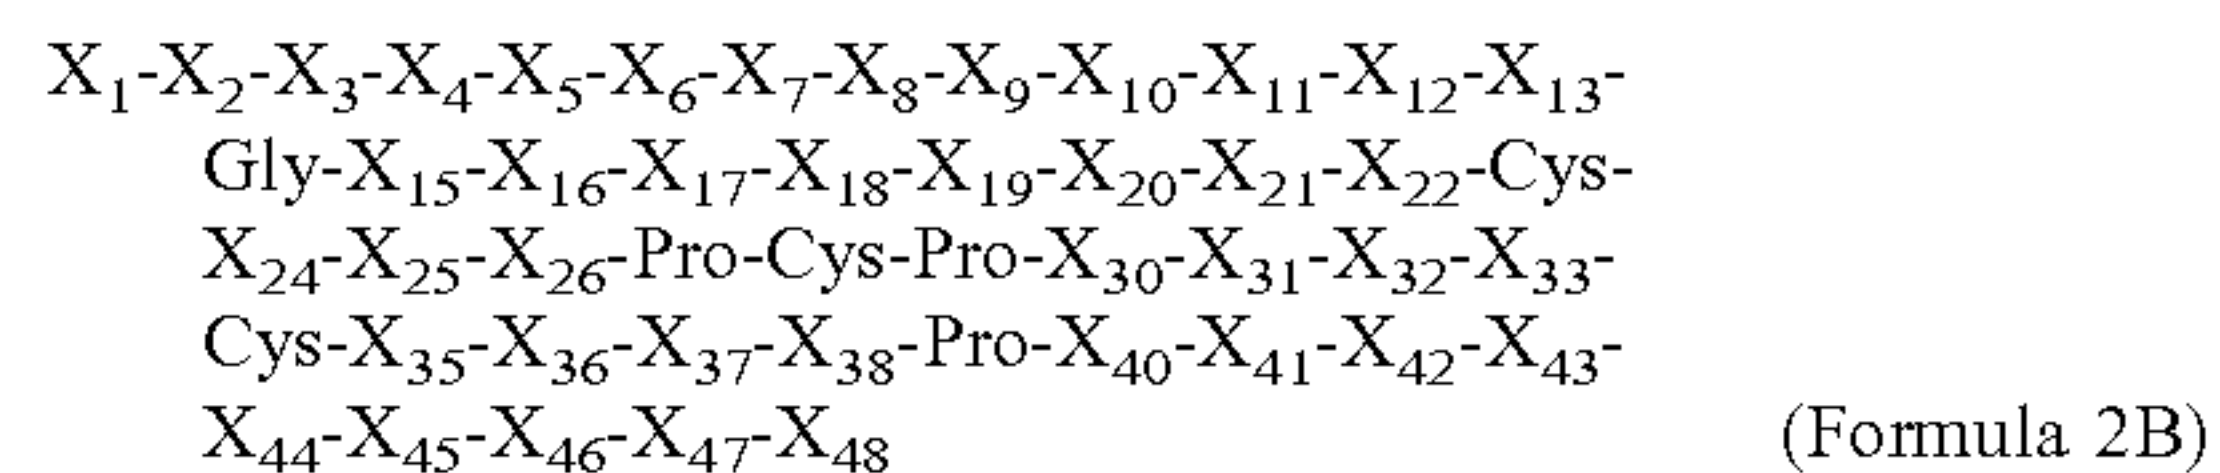 X₁-X₂-X₃-X₄-X₅-X₆-X₇-X₈-X₉-X₁₀-X₁₁-X₁₂-X₁₃-
Gly-X₁₅-X₁₆-X₁₇-X₁₈-X₁₉-X₂₀-X₂₁-X₂₂-Cys-
X₂₄-X₂₅-X₂₆-Pro-Cys-Pro-X₃₀-X₃₁-X₃₂-X₃₃-
Cys-X₃₅-X₃₆-X₃₇-X₃₈-Pro-X₄₀-X₄₁-X₄₂-X₄₃-
X₄₄-X₄₅-X₄₆-X₄₇-X₄₈ (Formula 2B)